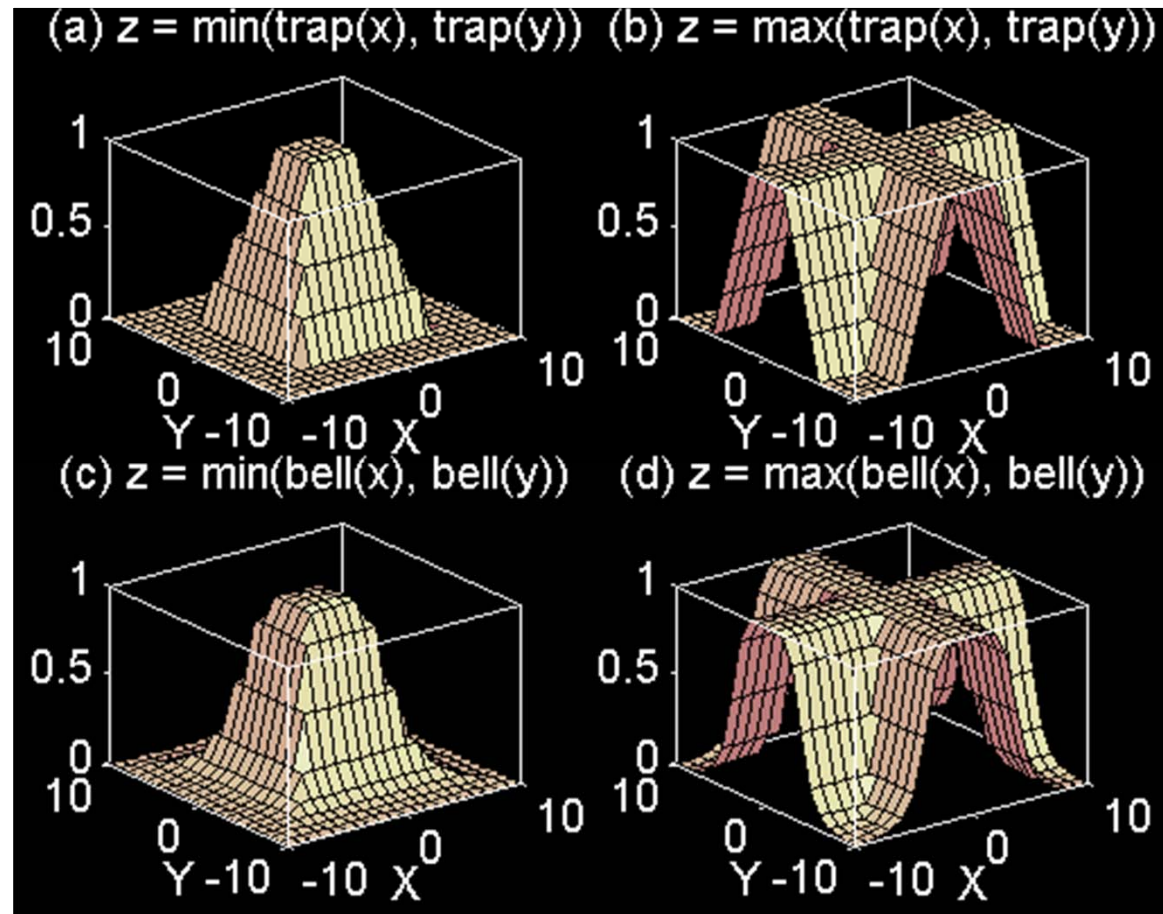 (a) z = min(trap(x), trap(y))
(b) z = max(trap(x), trap(y))
1
0.5
0
10
0
Y -10
-10 X 0
10
1
0.5
0
10
0
Y -10
-10 X 0
10
(c) z = min(bell(x), bell(y))
(d) z = max(bell(x), bell(y))
1
0.5
0
10
0
Y -10
-10 X 0
10
1
0.5
0
10
0
Y -10
-10 X 0
10